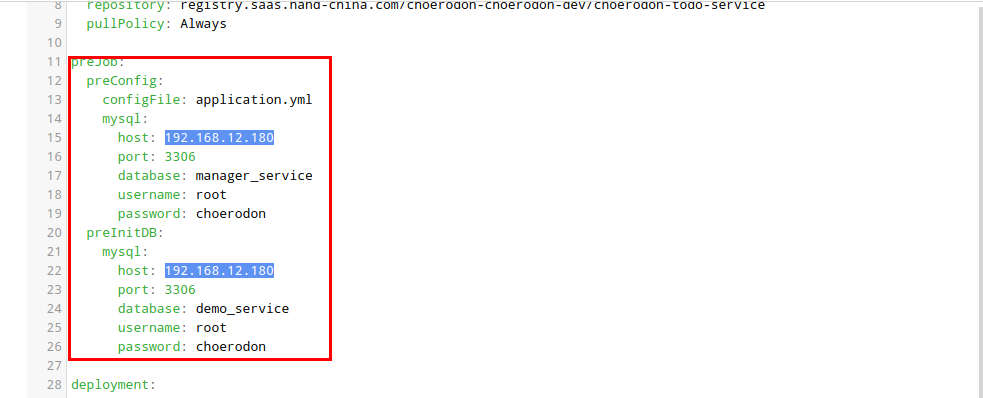 8 repository: registry.saas.hand-china.com/choerodon-choerodon-dev/choerodon-todo-service
9 pullPolicy: Always
10
11 preJob:
12 preConfig:
13 configFile: application.yml
14 mysql:
15 host: 192.168.12.180
16 port: 3306
17 database: manager_service
18 username: root
19 password: choerodon
20 preInitDB:
21 mysql:
22 host: 192.168.12.180
23 port: 3306
24 database: demo_service
25 username: root
26 password: choerodon
27
28 deployment: